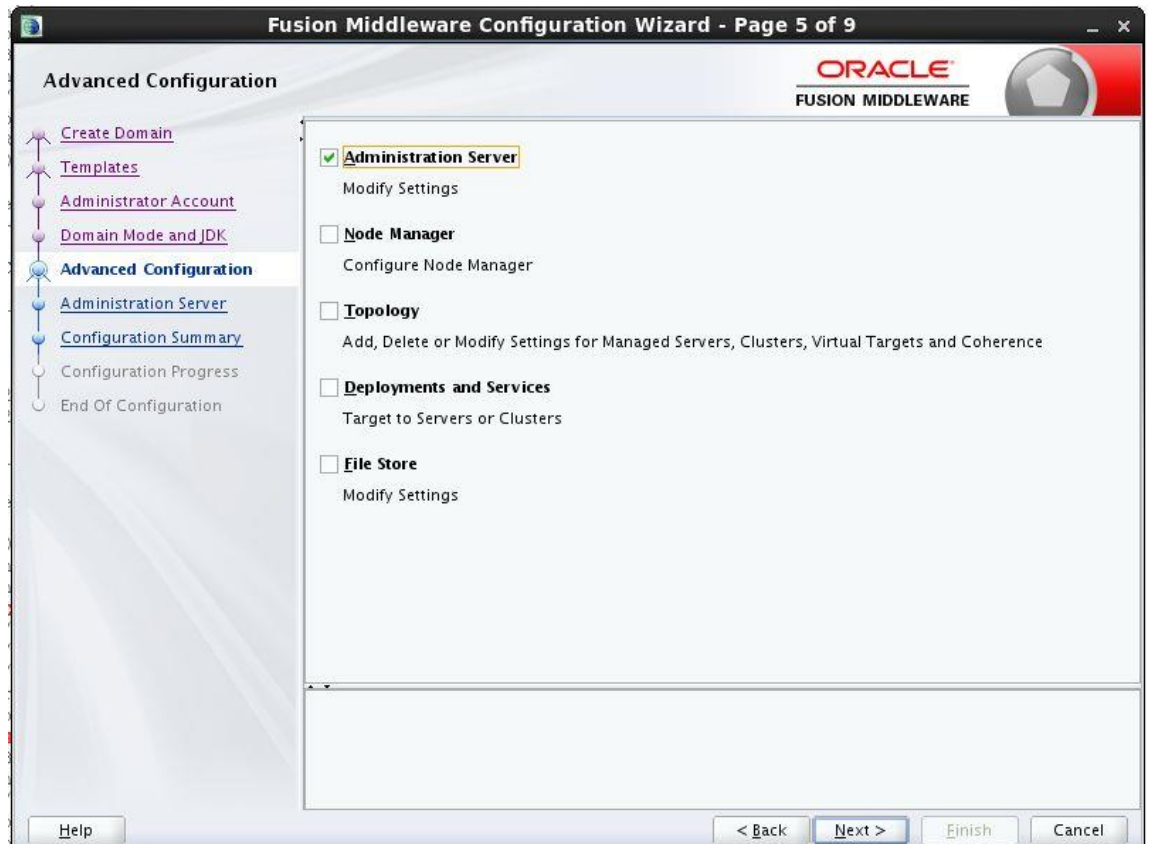 Fusion Middleware Configuration Wizard - Page 5 of 9
Advanced Configuration
ORACLE
FUSION MIDDLEWARE
Create Domain
Templates
Administrator Account
Domain Mode and JDK
Advanced Configuration
Administration Server
Configuration Summary
Configuration Progress
End Of Configuration
Administration Server
Modify Settings
Node Manager
Configure Node Manager
Topology
Add, Delete or Modify Settings for Managed Servers, Clusters, Virtual Targets and Coherence
Deployments and Services
Target to Servers or Clusters
File Store
Modify Settings
Help
< Back
Next >
Finish
Cancel